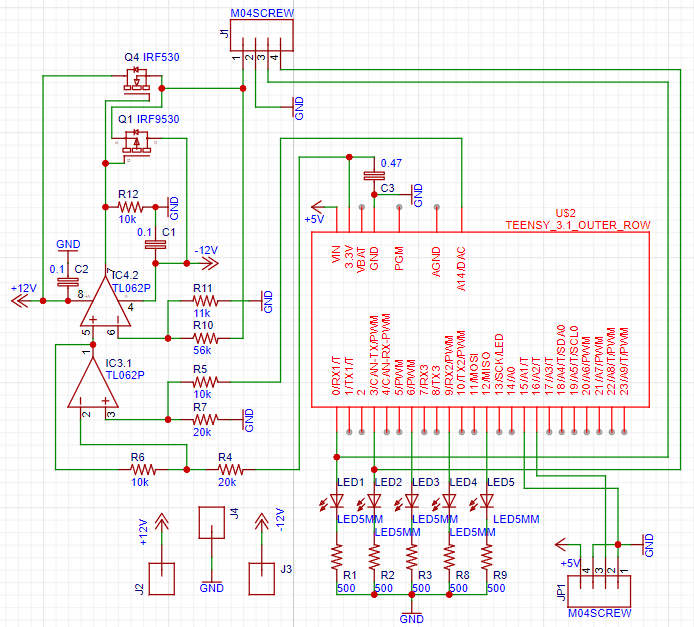 M04SCREW
J1
1
2
3
4
Q4 IRF530
GND
Q1 IRF9530
0.47
C3
GND
+5V
U$2
TEENSY_3.1_OUTER_ROW
R12
10k
GND
0.1
C1
-12V
GND
0.1
C2
+12V
8
7
IC4.2
TL062P
4
5
6
R11
11k
GND
R10
56k
1
IC3.1
TL062P
2
3
R5
10k
R7
20k
GND
R6
10k
R4
20k
VIN
3.3V
VBAT
GND
PGM
AGND
A14/DAC
0/RX1/T
1/TX1/T
2
3/CAN-TX/PWM
4/CAN-RX-PWM
5/PWM
6/PWM
7/RX3
8/TX3
9/RX2/PWM
10/TX2/PWM
11/MOSI
12/MISO
13/SCK/LED
14/A0
15/A1/T
16/A2/T
17/A3/T
18/A4/T/SDA0
19/A5/T/SCL0
20/A6/PWM
21/A7/PWM
22/A8/T/PWM
23/A9/T/PWM
LED1
LED2
LED3
LED4
LED5
LED5MM
LED5MM
LED5MM
LED5MM
LED5MM
R1
500
R2
500
R3
500
R8
500
R9
500
GND
+12V
J2
J4
GND
-12V
J3
+5V
GND
4
3
2
1
JP1
M04SCREW